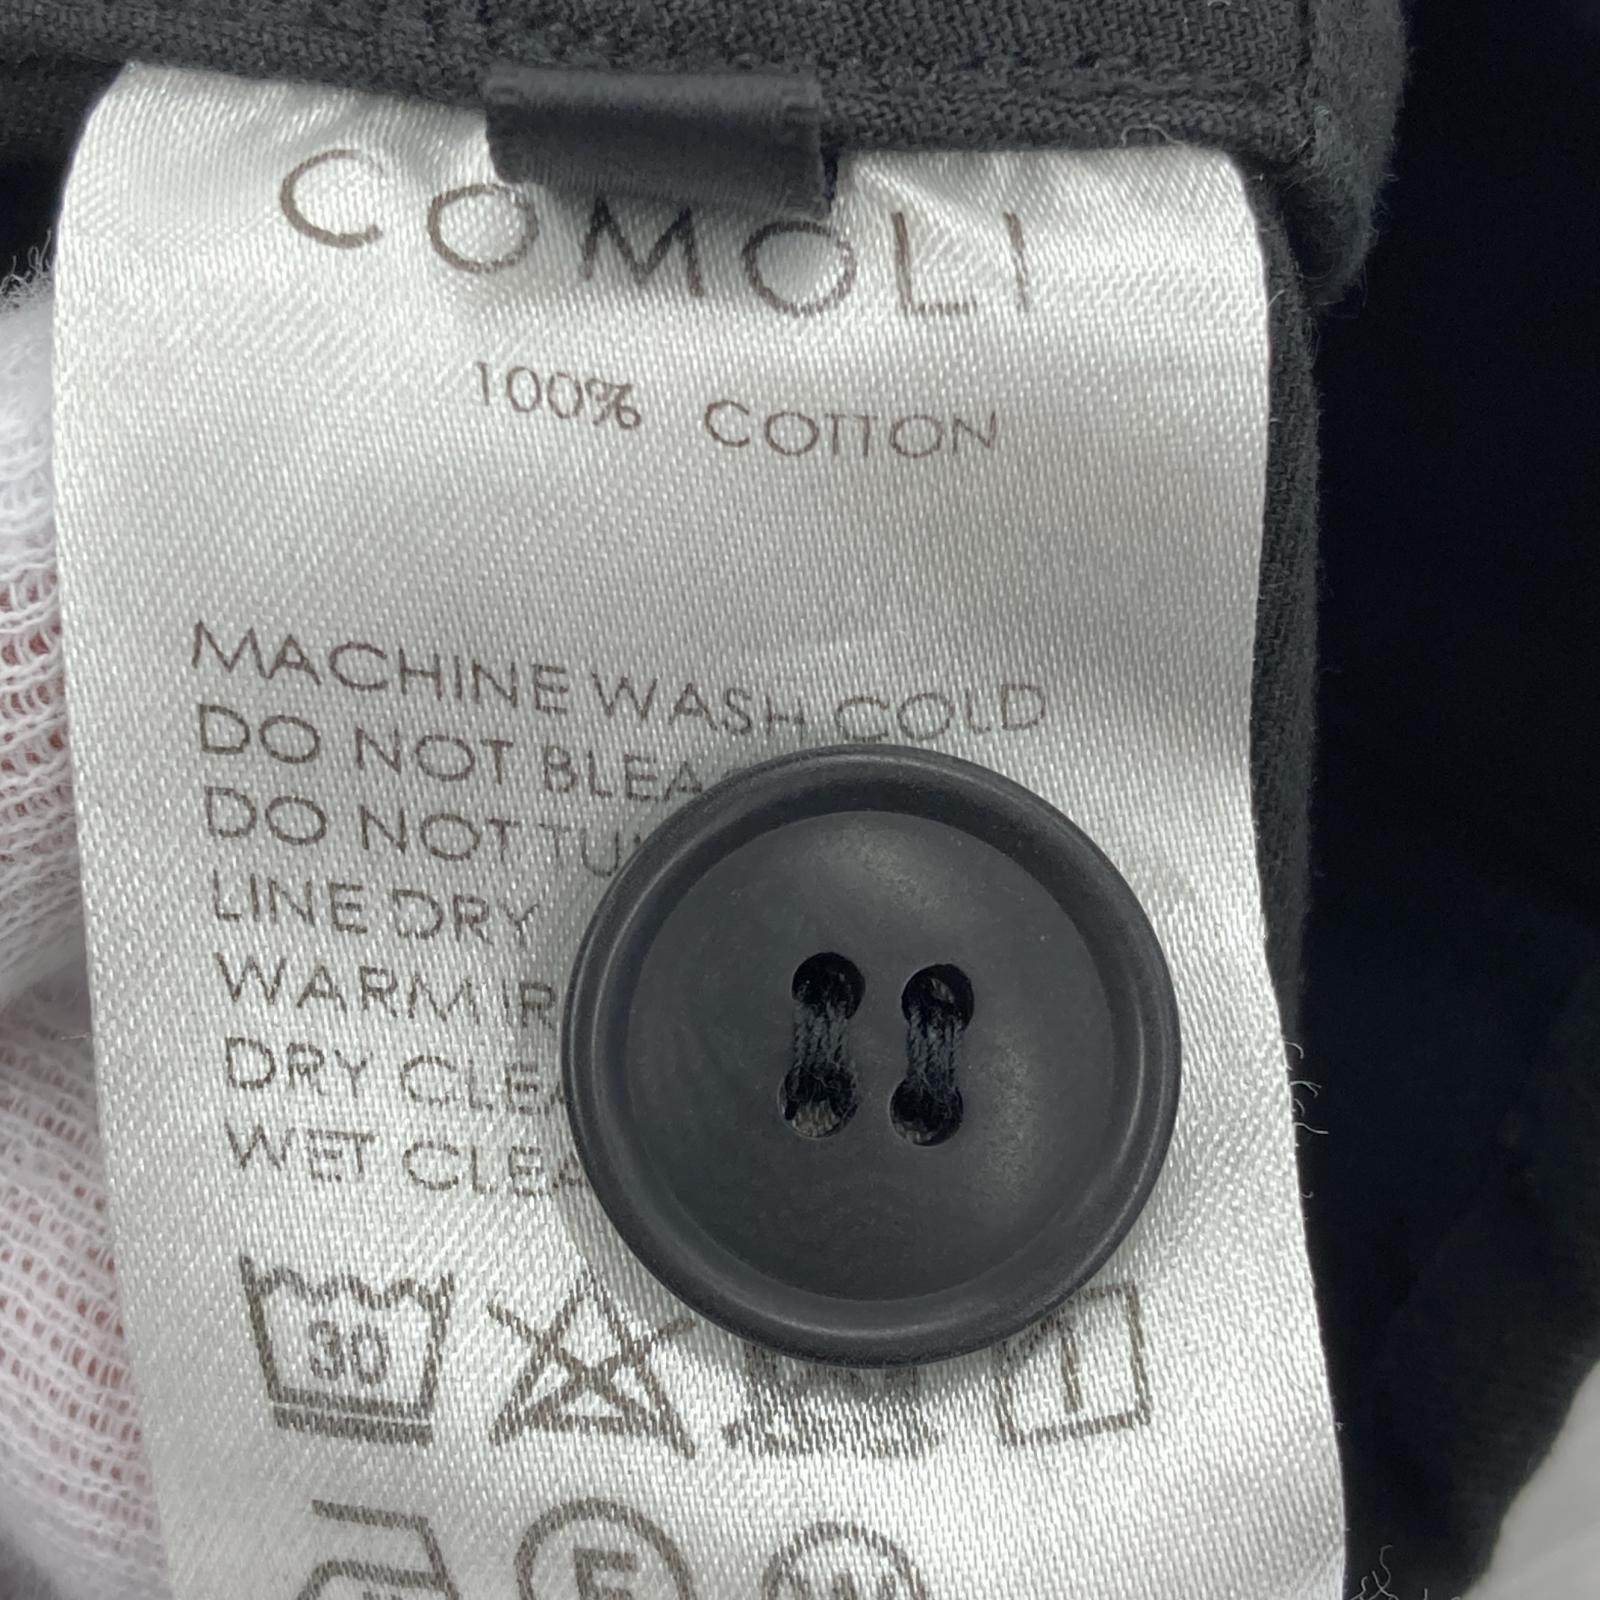 COMOLI
100% COTTON
MACHINE WASH COLD
DO NOT
DO NOT
LINE DRY
WARM
DRY
WET
30